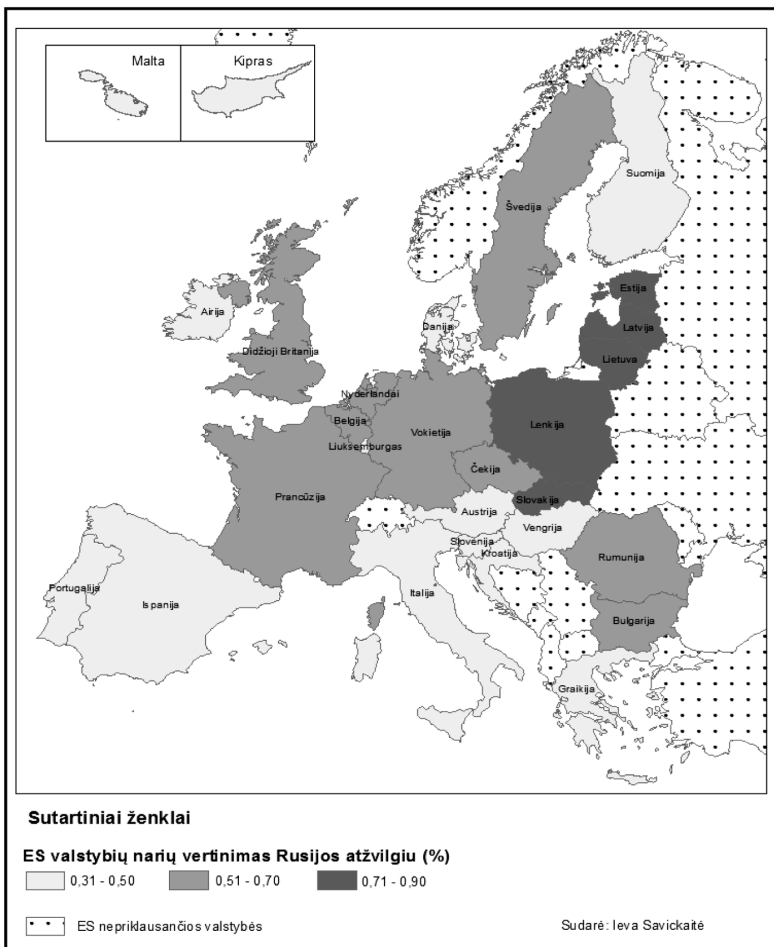 Malta
Kipras
Suomija
Švedija
Estija
Airija
Latvija
Danija
Didžioji Britanija
Lietuva
Nyderlandai
Belgija
Lenkija
Vokietija
Liuksemburgas
Čekija
Prancūzija
Slovakija
Austrija
Vengrija
Slovėnija
Kroatija
Rumunija
Portugalija
Ispanija
Italija
Bulgarija
Graikija
Sutartiniai ženklai
ES valstybių narių vertinimas Rusijos atžvilgiu (%)
0,31 - 0,50 0,51 - 0,70 0,71 - 0,90
ES nepriklausančios valstybės
Sudarė: Ieva Savickaitė